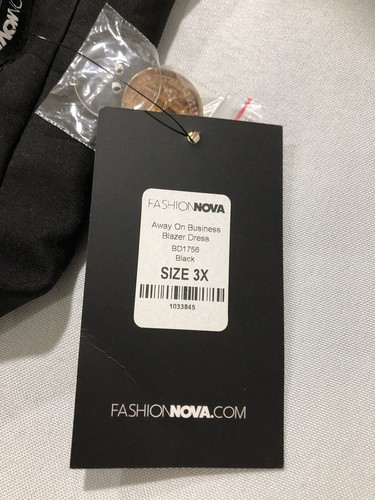 FASHIONNOVA
Away On Business
Blazer Dress
BD1756
Black
SIZE 3X
1033845
FASHIONNOVA.COM